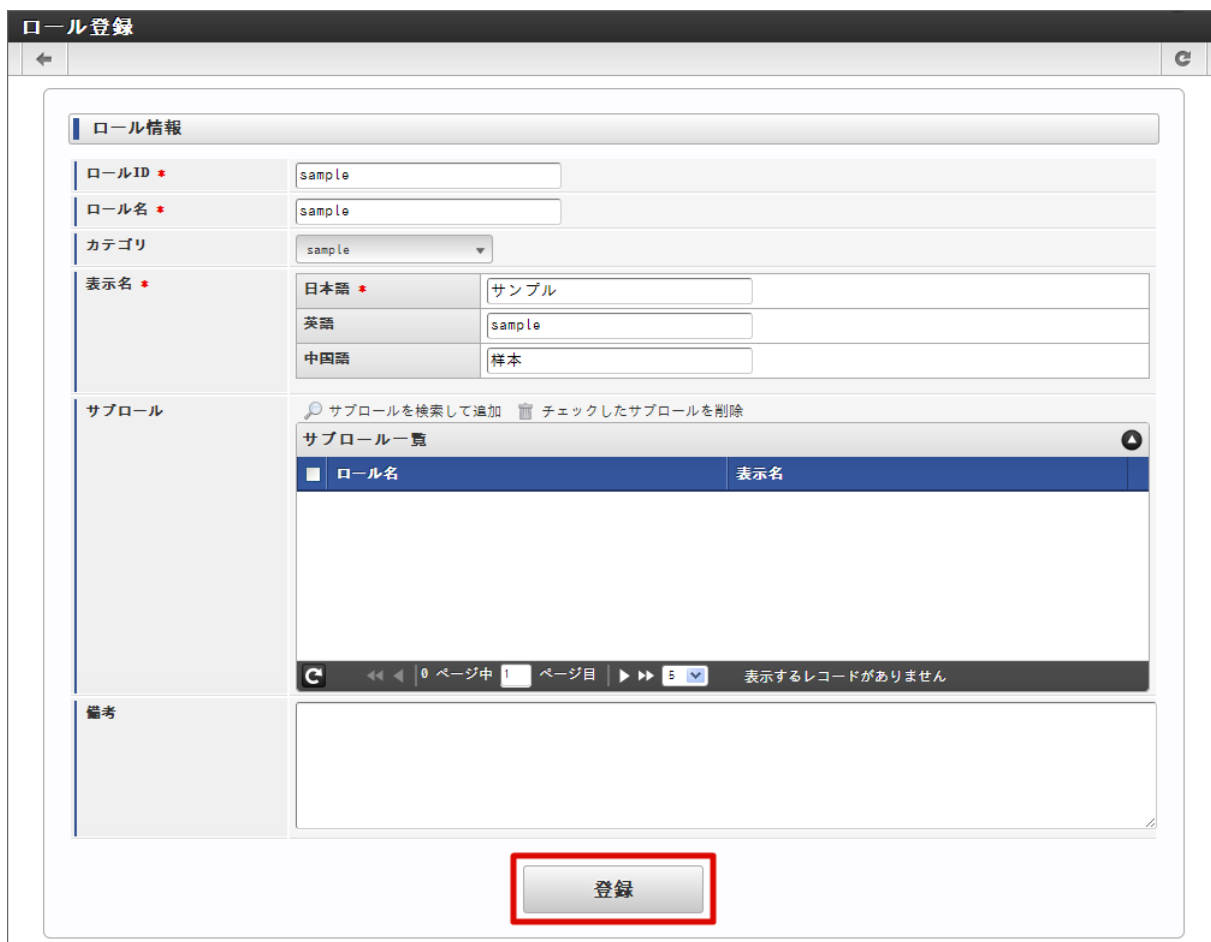 ロール登録
ロール情報
ロールID *
sample
ロール名 *
sample
カテゴリ
sample
表示名 *
日本語 *
サンプル
英語
sample
中国語
样本
サブロール
サブロールを検索して追加 チェックしたサブロールを削除
サブロール一覧
ロール名 表示名
0 ページ中 1 ページ目 5 表示するレコードがありません
備考
登録